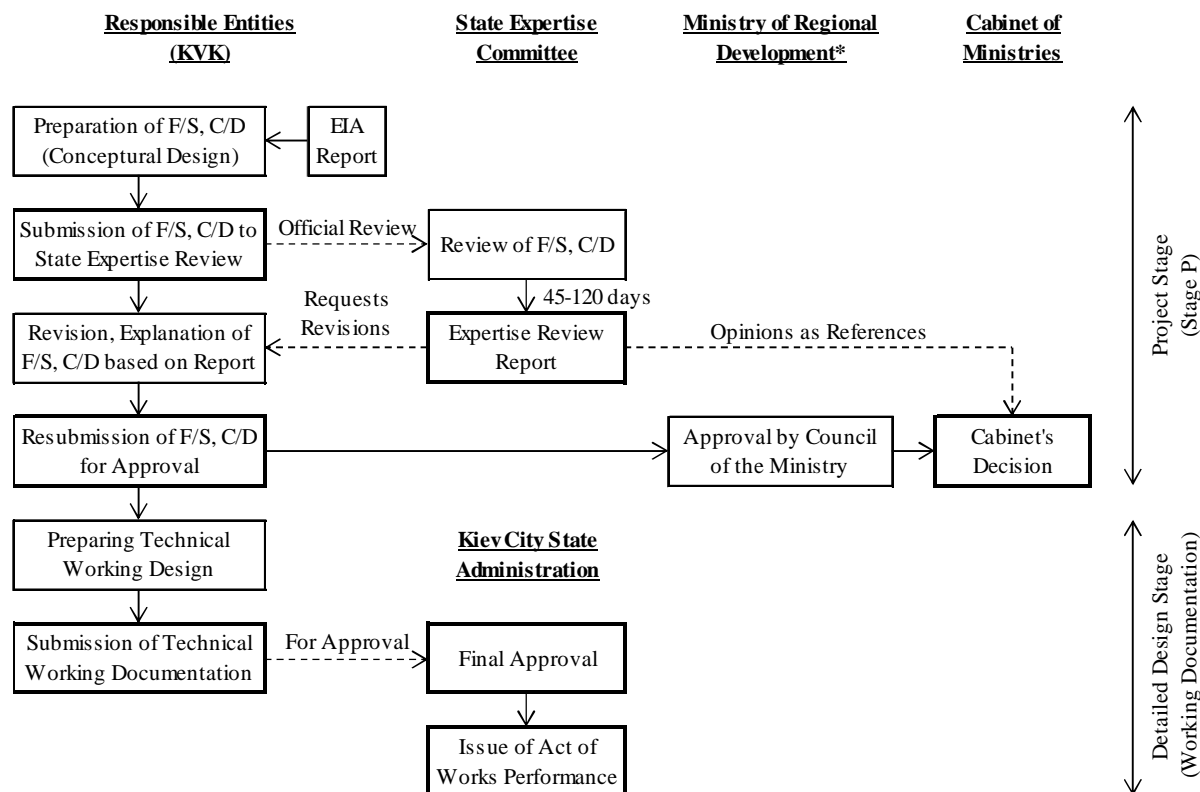 Responsible Entities
(KVK)
State Expertise
Committee
Ministry of Regional
Development*
Cabinet of
Ministries
Preparation of F/S, C/D
(Conceptual Design)
EIA
Report
Submission of F/S, C/D to
State Expertise Review
Official Review
Review of F/S, C/D
45-120 days
Revision, Explanation of
F/S, C/D based on Report
Requests
Revisions
Expertise Review
Report
Opinions as References
Resubmission of F/S, C/D
for Approval
Approval by Council
of the Ministry
Cabinet's
Decision
Project Stage
(Stage P)
Preparing Technical
Working Design
Kiev City State
Administration
Submission of Technical
Working Documentation
For Approval
Final Approval
Issue of Act of
Works Performance
Detailed Design Stage
(Working Documentation)